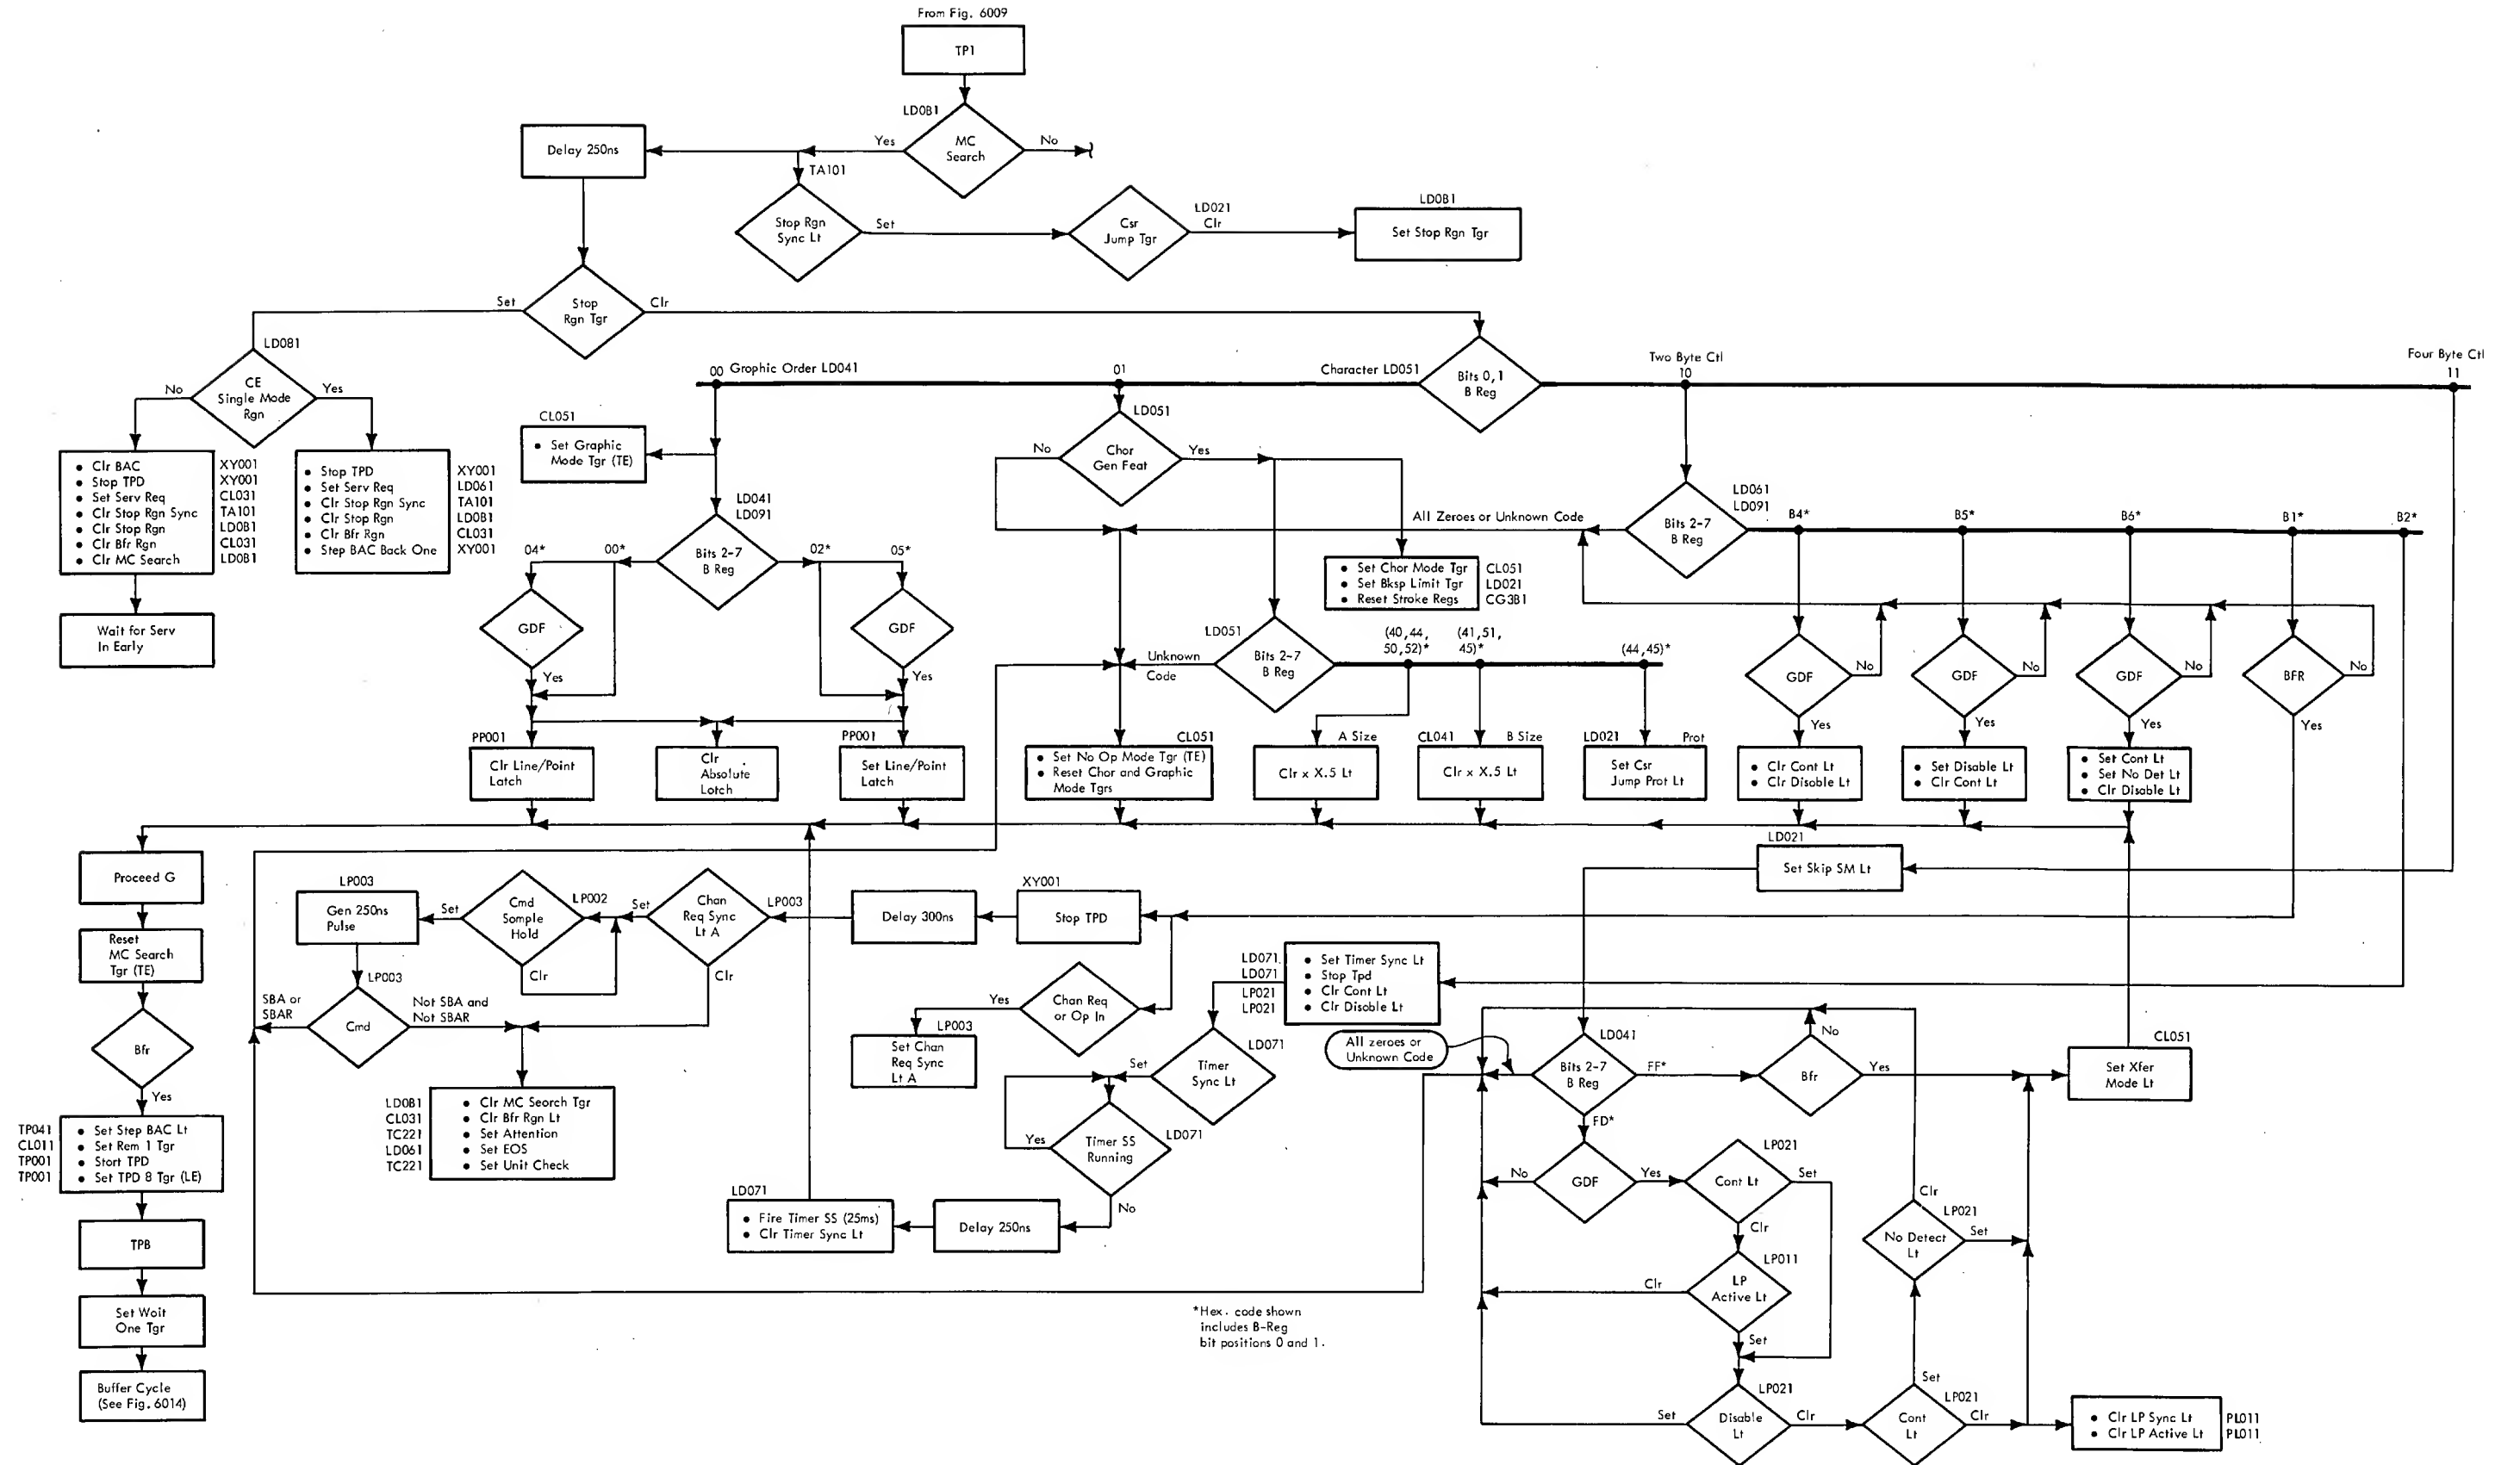 From Fig. 6009
TP1
LD0B1
MC
Search
Yes
No
Delay 250ns
TA101
Stop Rgn
Sync Lt
Set
Csr
Jump Tgr
LD021
Clr
LD0B1
Set Stop Rgn Tgr
Set
Stop
Rgn Tgr
Clr
LD081
CE
Single Mode
Rgn
No
Yes
• Clr BAC XY001
• Stop TPD XY001
• Set Serv Req CL031
• Clr Stop Rgn Sync TA101
• Clr Stop Rgn LD0B1
• Clr Bfr Rgn CL031
• Clr MC Search LD0B1
• Stop TPD XY001
• Set Serv Req LD061
• Clr Stop Rgn Sync TA101
• Clr Stop Rgn LD0B1
• Clr Bfr Rgn CL031
• Step BAC Back One XY001
Wait for Serv
In Early
00 Graphic Order LD041
01
Character LD051
Bits 0,1
B Reg
Two Byte Ctl
10
Four Byte Ctl
11
CL051
• Set Graphic
Mode Tgr (TE)
LD041
LD091
Bits 2-7
B Reg
04*
00*
02*
05*
GDF
Yes
GDF
Yes
PP001
Clr Line/Point
Latch
Clr
Absolute
Lotch
PP001
Set Line/Point
Latch
LD051
Chor
Gen Feat
No
Yes
All Zeroes or Unknown Code
• Set Chor Mode Tgr CL051
• Set Bksp Limit Tgr LD021
• Reset Stroke Regs CG3B1
LD051
Bits 2-7
B Reg
Unknown
Code
(40,44,
50,52)*
(41,51,
45)*
(44,45)*
CL051
• Set No Op Mode Tgr (TE)
• Reset Chor and Graphic
Mode Tgrs
A Size
Clr x X.5 Lt
CL041 B Size
Clr x X.5 Lt
LD021 Prot
Set Csr
Jump Prot Lt
LD061
LD091
Bits 2-7
B Reg
B4*
B5*
B6*
B1*
B2*
GDF
No
Yes
GDF
No
Yes
GDF
No
Yes
BFR
No
Yes
• Clr Cont Lt
• Clr Disable Lt
• Set Disable Lt
• Clr Cont Lt
• Set Cont Lt
• Set No Det Lt
• Clr Disable Lt
LD021
Set Skip SM Lt
Proceed G
Reset
MC Search
Tgr (TE)
Bfr
Yes
TP041 • Set Step BAC Lt
CL011 • Set Rem 1 Tgr
TP001 • Stort TPD
TP001 • Set TPD 8 Tgr (LE)
TPB
Set Woit
One Tgr
Buffer Cycle
(See Fig. 6014)
LP003
Gen 250ns
Pulse
Set
Cmd
Somple
Hold
LP002
Clr
Set
Chan
Req Sync
Lt A
LP003
Clr
Delay 300ns
XY001
Stop TPD
LP003
Cmd
SBA or
SBAR
Not SBA and
Not SBAR
LD0B1 • Clr MC Seorch Tgr
CL031 • Clr Bfr Rgn Lt
TC221 • Set Attention
LD061 • Set EOS
TC221 • Set Unit Check
Chan Req
or Op In
Yes
LP003
Set Chan
Req Sync
Lt A
LD071 • Set Timer Sync Lt
LD071 • Stop Tpd
LP021 • Clr Cont Lt
LP021 • Clr Disable Lt
LD071
Timer
Sync Lt
Set
Timer SS
Running
LD071
Yes
No
Delay 250ns
LD071
• Fire Timer SS (25ms)
• Clr Timer Sync Lt
All zeroes or
Unknown Code
LD041
Bits 2-7
B Reg
FF*
FD*
Bfr
No
Yes
CL051
Set Xfer
Mode Lt
GDF
No
Yes
LP021
Cont Lt
Set
Clr
LP011
LP
Active Lt
Clr
Set
LP021
Disable
Lt
Set
Clr
LP021
Cont
Lt
Set
Clr
LP021
No Detect
Lt
Clr
Set
• Clr LP Sync Lt PL011
• Clr LP Active Lt PL011
*Hex. code shown
includes B-Reg
bit positions 0 and 1.